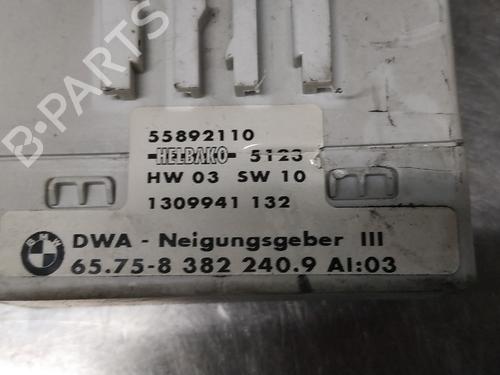 B-PARTS
55892110
HELBAKO 5123
HW 03 SW 10
1309941 132
BMW
DWA - Neigungsgeber III
65.75-8 382 240.9 AI:03